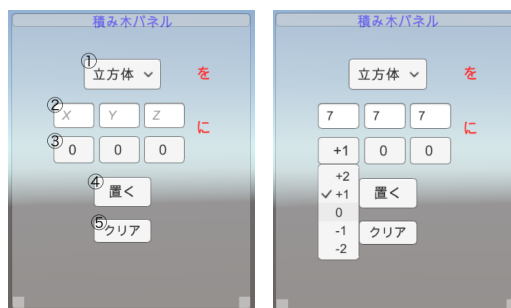 積み木パネル
① 立方体 を
② X Y Z に
③ 0 0 0
④ 置く
⑤ クリア
積み木パネル
立方体 を
7 7 7 に
+1 0 0
+2
✓ +1 置く
0
-1 クリア
-2